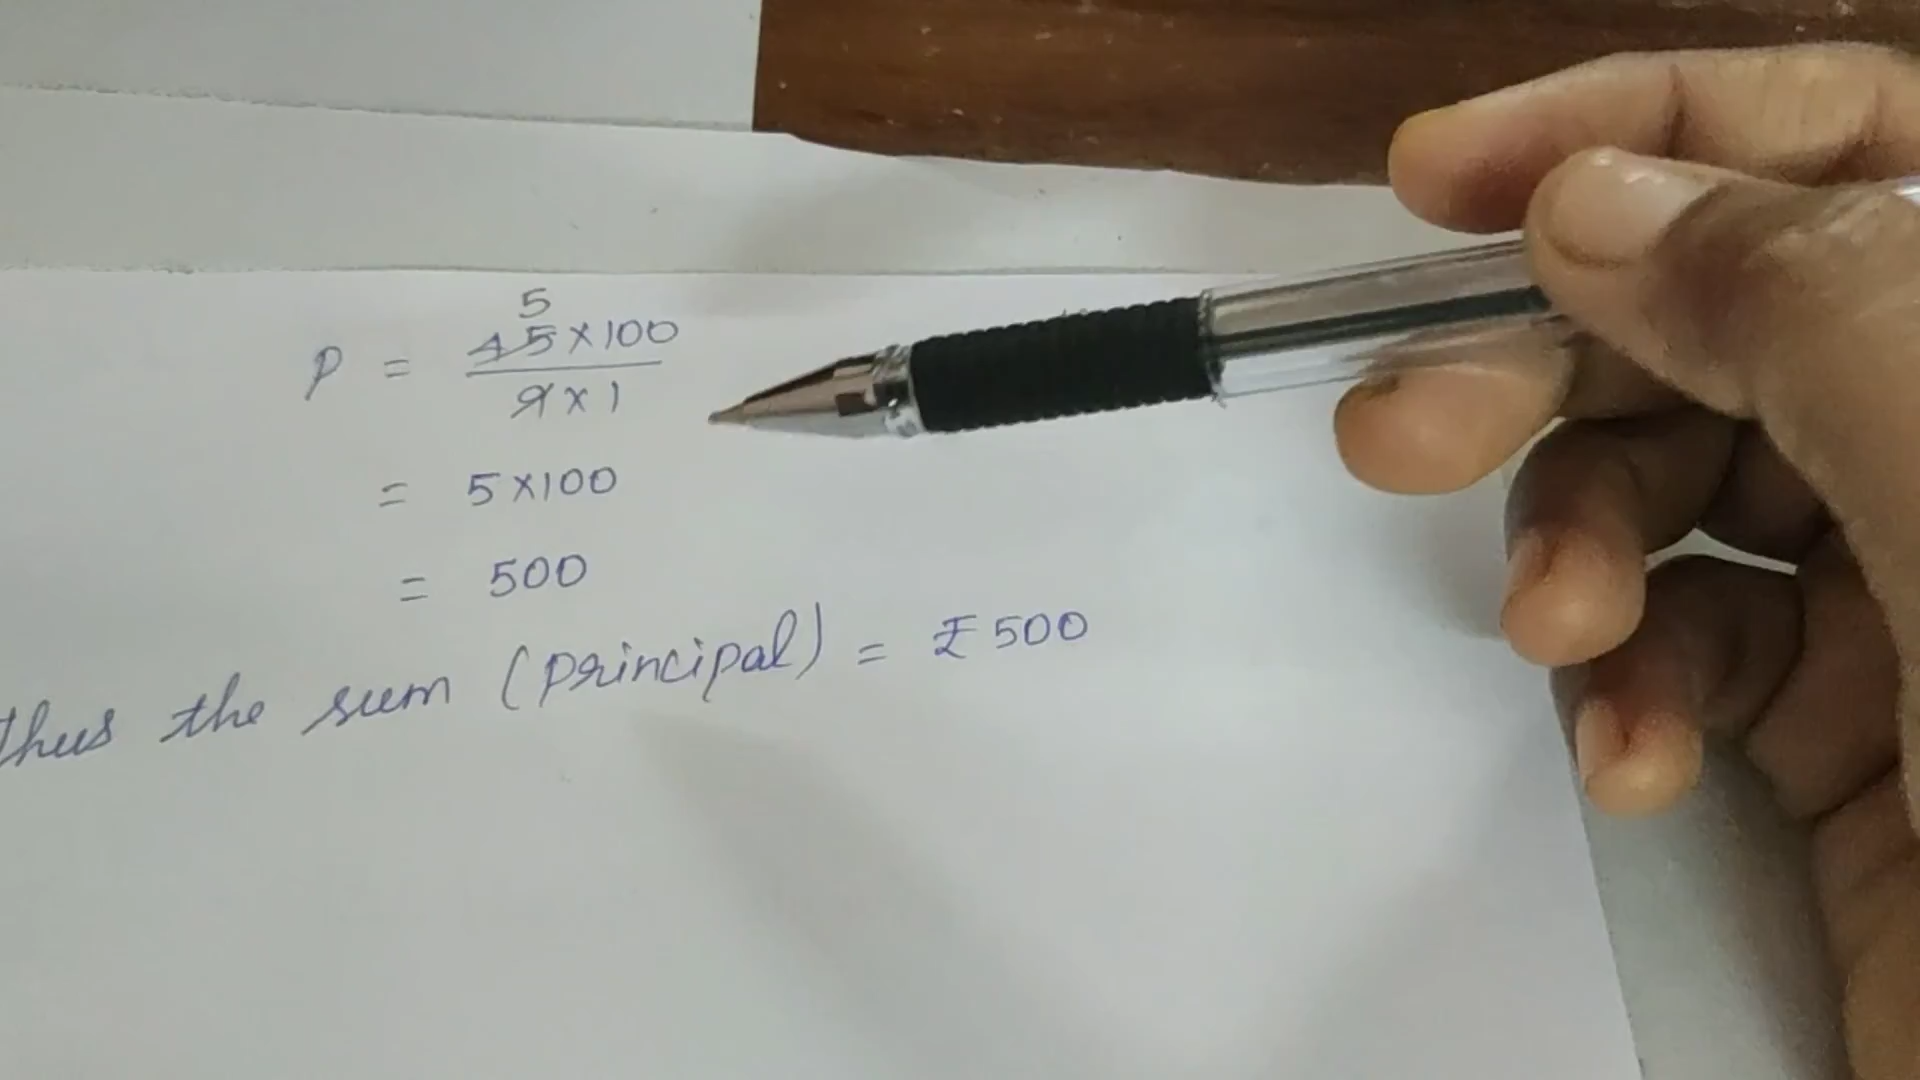 5
P = 45 × 100
9 × 1
= 5 × 100
= 500
thus the sum (principal) = ₹ 500